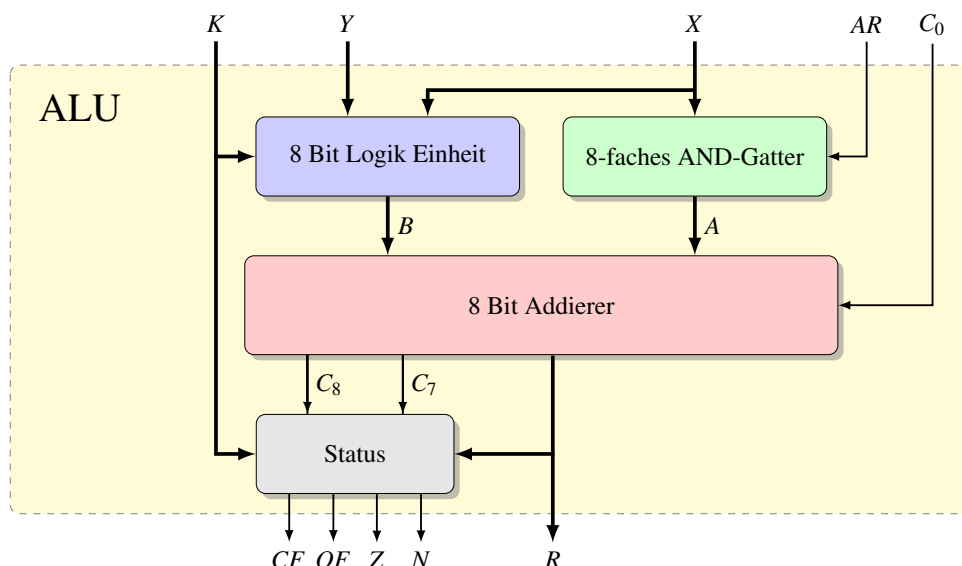 K Y X AR C₀
ALU
8 Bit Logik Einheit 8-faches AND-Gatter
B A
8 Bit Addierer
C₈ C₇
Status
CF OF Z N R